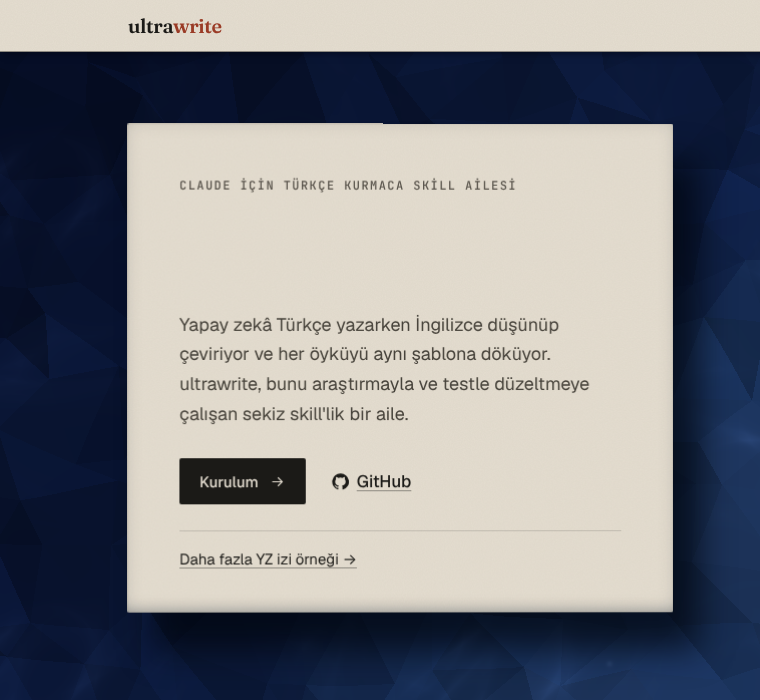 ultrawrite
CLAUDE İÇİN TÜRKÇE KURMACA SKİLL AİLESİ
Yapay zekâ Türkçe yazarken İngilizce düşünüp
çeviriyor ve her öyküyü aynı şablona döküyor.
ultrawrite, bunu araştırmayla ve testle düzeltmeye
çalışan sekiz skill'lik bir aile.
Kurulum →
GitHub
Daha fazla YZ izi örneği →